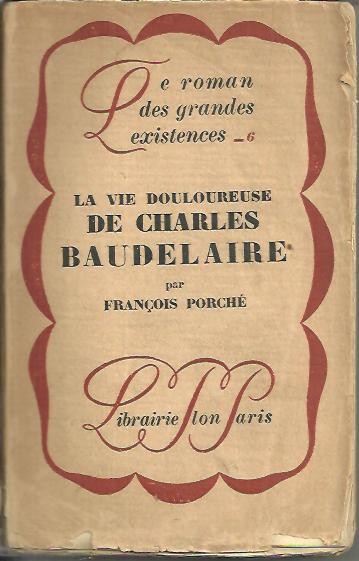 Le roman
des grandes
existences _ 6
LA VIE DOULOUREUSE
DE CHARLES
BAUDELAIRE
par
FRANÇOIS PORCHÉ
Librairie Plon Paris